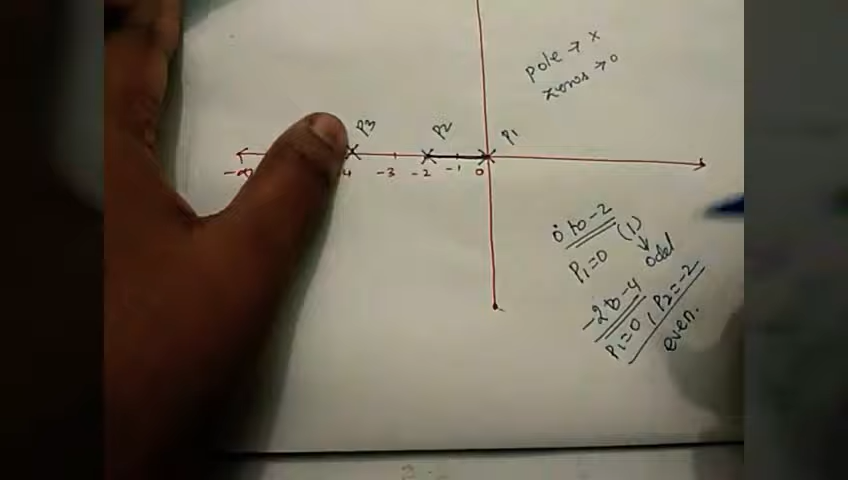 pole → x
zeros → o
P3 P2 P1
-∞ -4 -3 -2 -1 0
0 to -2
P1=0 (1)
↓
odd
-2 to -4
P1=0, P2=-2
even.